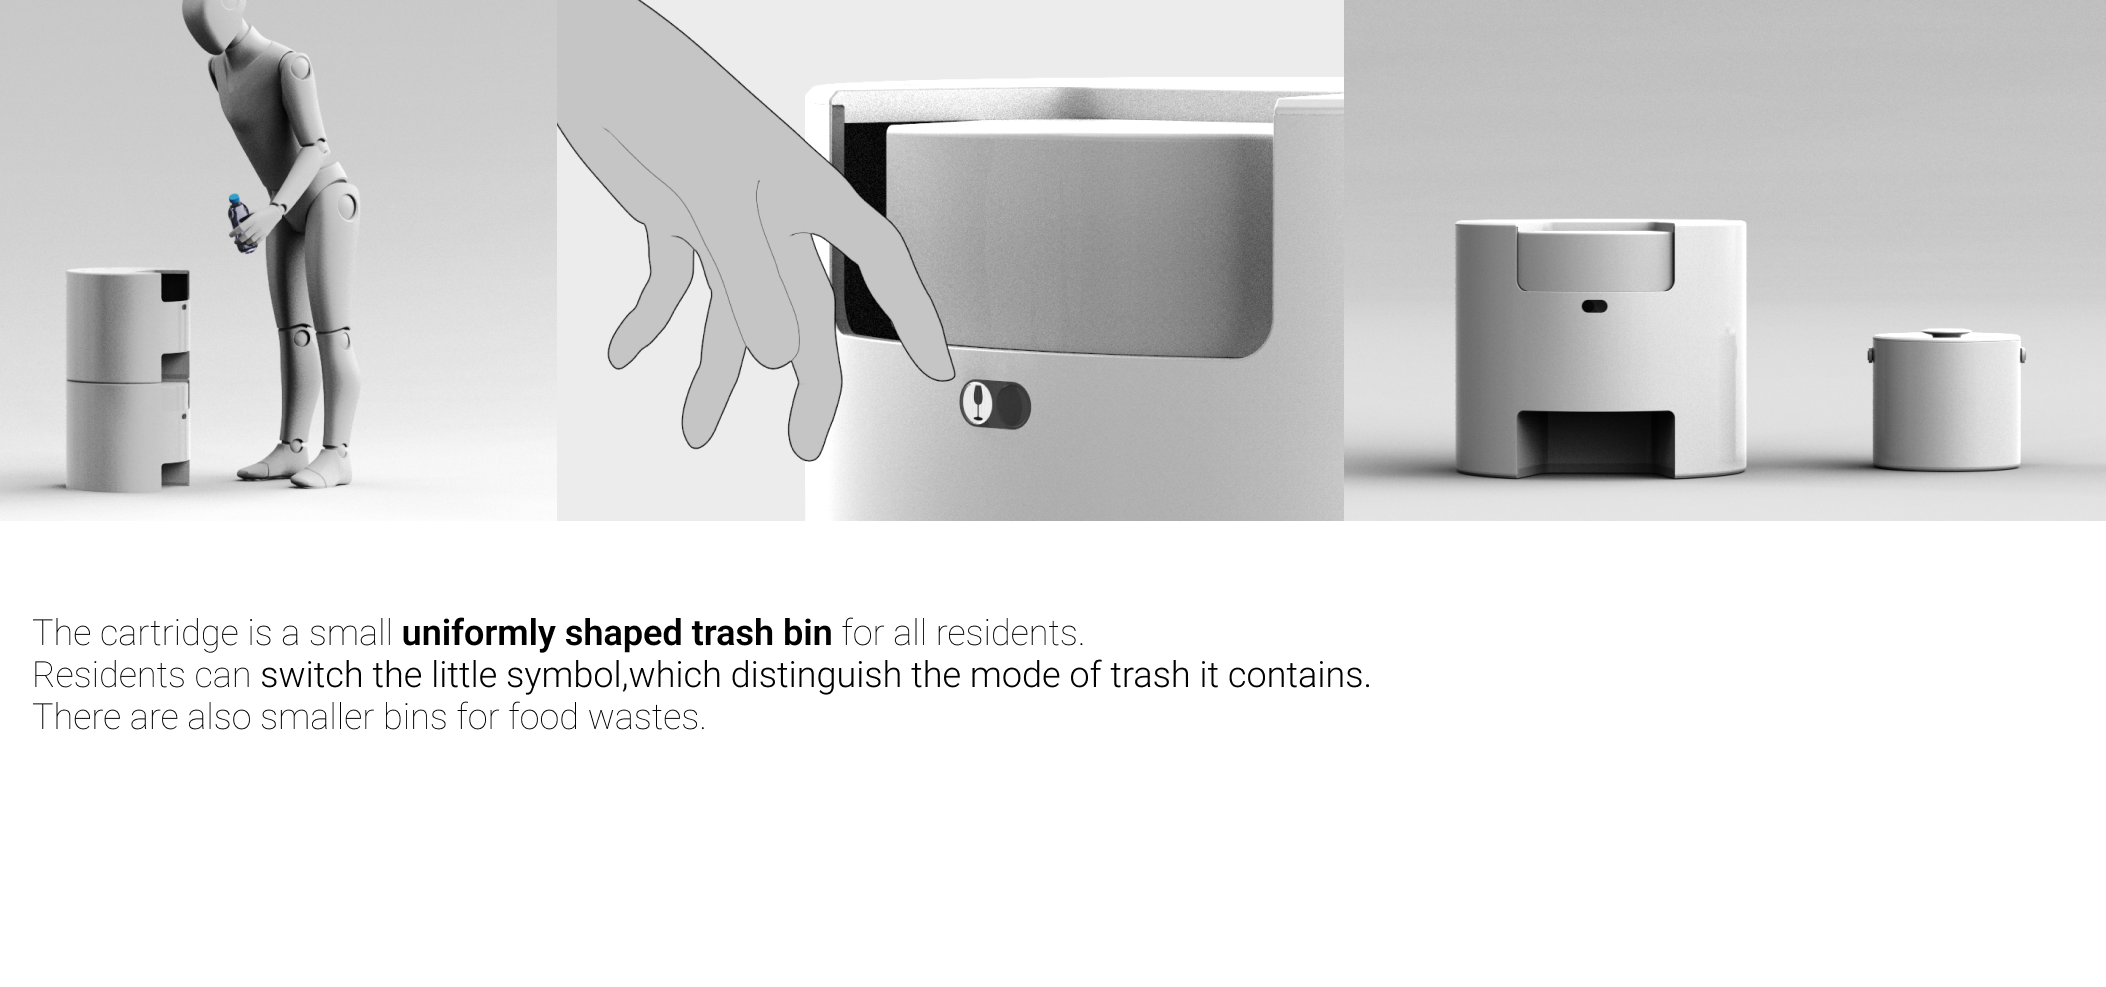 The cartridge is a small uniformly shaped trash bin for all residents.
Residents can switch the little symbol,which distinguish the mode of trash it contains.
There are also smaller bins for food wastes.